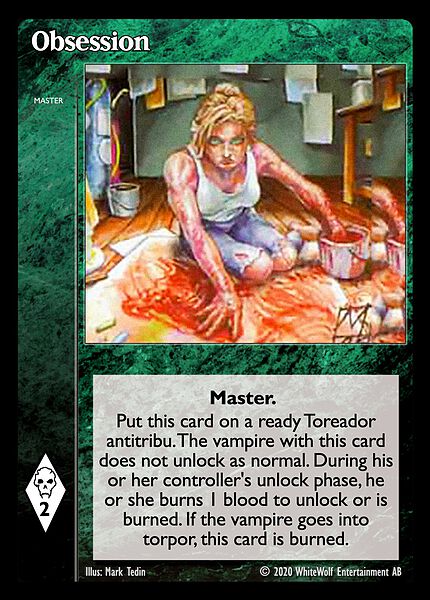 Obsession
MASTER
Master.
Put this card on a ready Toreador
antitribu. The vampire with this card
does not unlock as normal. During his
or her controller's unlock phase, he
or she burns 1 blood to unlock or is
burned. If the vampire goes into
torpor, this card is burned.
2
Illus: Mark Tedin © 2020 WhiteWolf Entertainment AB